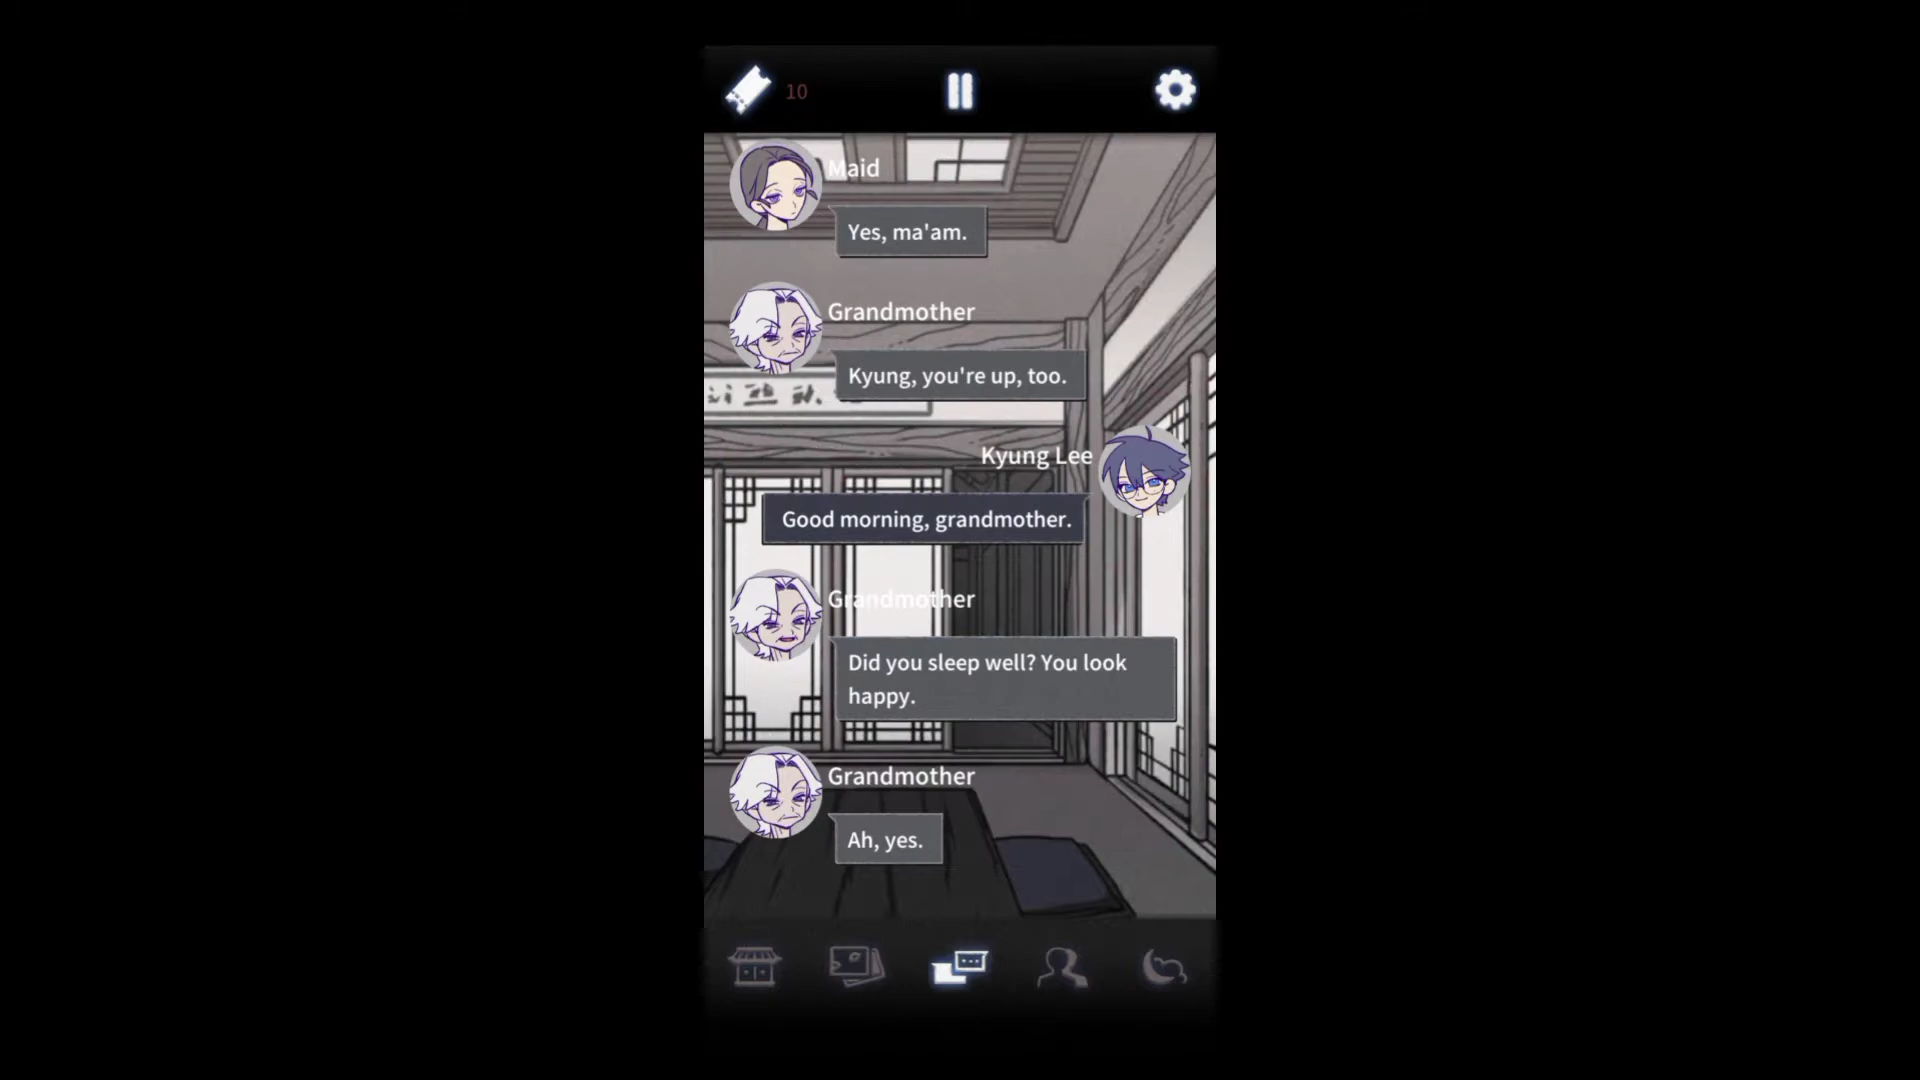 10
Maid
Yes, ma'am.
Grandmother
Kyung, you're up, too.
Kyung Lee
Good morning, grandmother.
Grandmother
Did you sleep well? You look
happy.
Grandmother
Ah, yes.